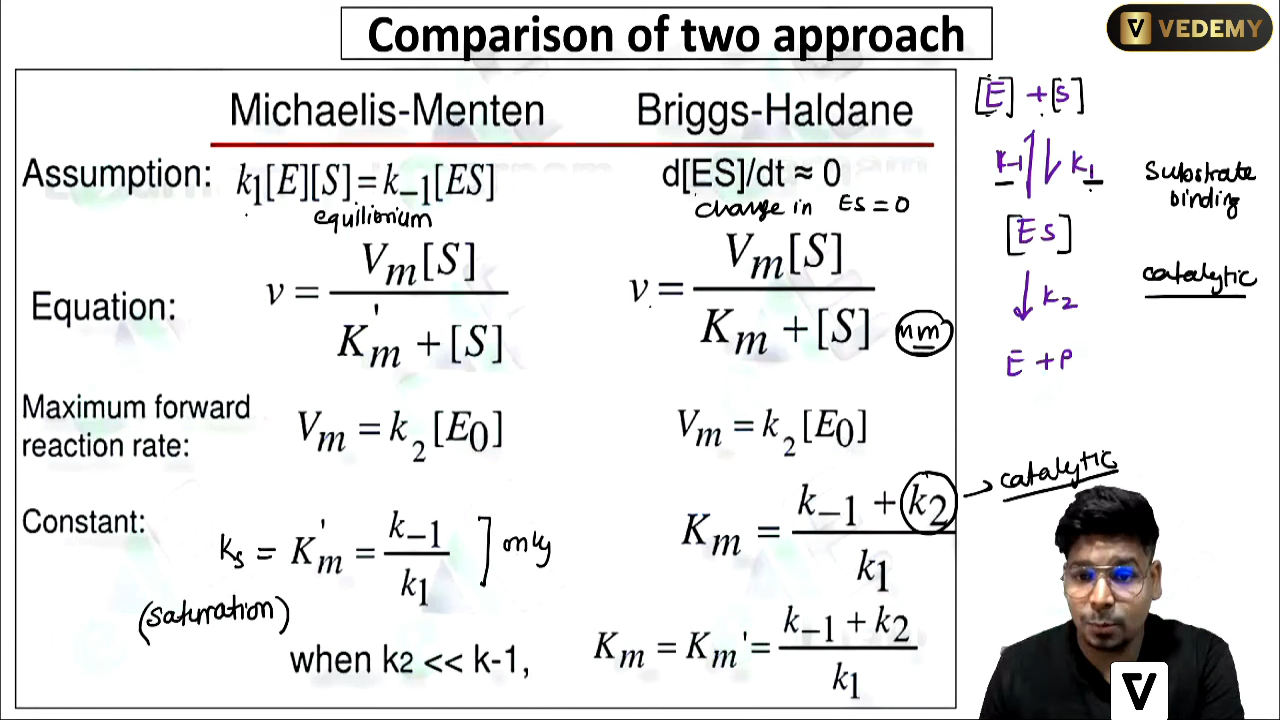 Comparison of two approach
VEDEMY
Michaelis-Menten Briggs-Haldane
Assumption: k₁[E][S]=k₋₁[ES] d[ES]/dt ≈ 0
equilibrium change in ES = 0
Equation: v = Vm[S] / K'm + [S] v = Vm[S] / Km + [S] mm
Maximum forward
reaction rate: Vm = k₂[E0] Vm = k₂[E0]
Constant: ks = K'm = k₋₁ / k₁ ] only Km = k₋₁ + k₂ / k₁
(saturation)
when k2 << k-1, Km = Km' = k₋₁ + k₂ / k₁
[E] + [S]
k-1 k1
Substrate
binding
[ES]
catalytic
k2
E + P
→ catalytic